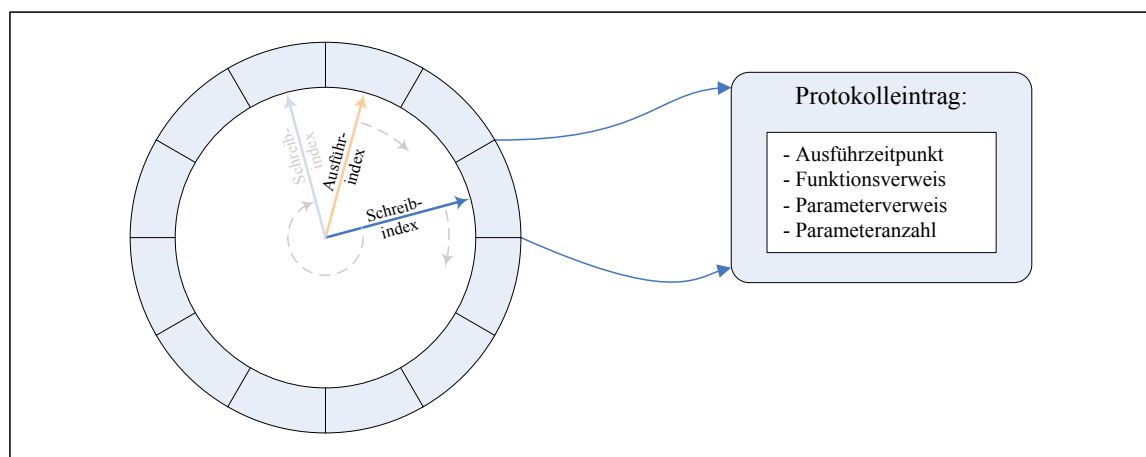 Schreib-
index
Ausführ-
index
Schreib-
index
Protokolleintrag:
- Ausführzeitpunkt
- Funktionsverweis
- Parameterverweis
- Parameteranzahl